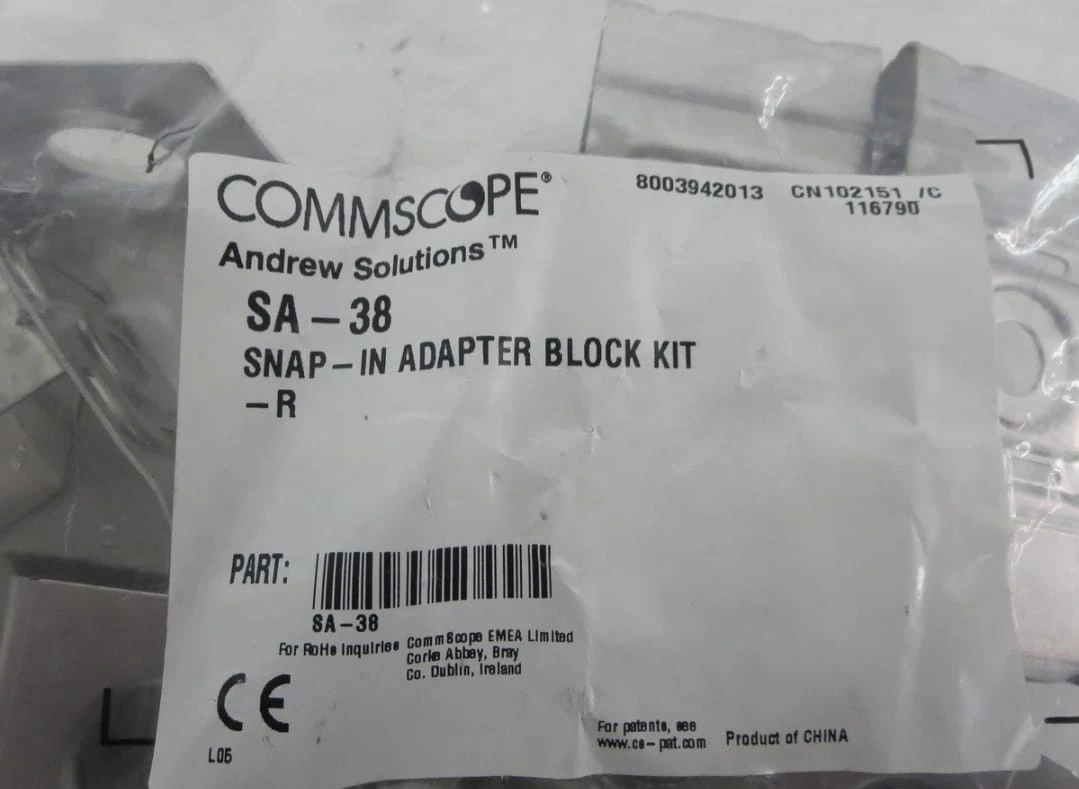 COMMSCOPE®
8003942013 CN102151 /C
116790
Andrew Solutions™
SA-38
SNAP-IN ADAPTER BLOCK KIT
-R
PART:
SA-38
For RoHs Inquiries CommScope EMEA Limited
Corke Abbey, Bray
Co. Dublin, Ireland
CE
L05
For patents, see
www.cs-pat.com
Product of CHINA